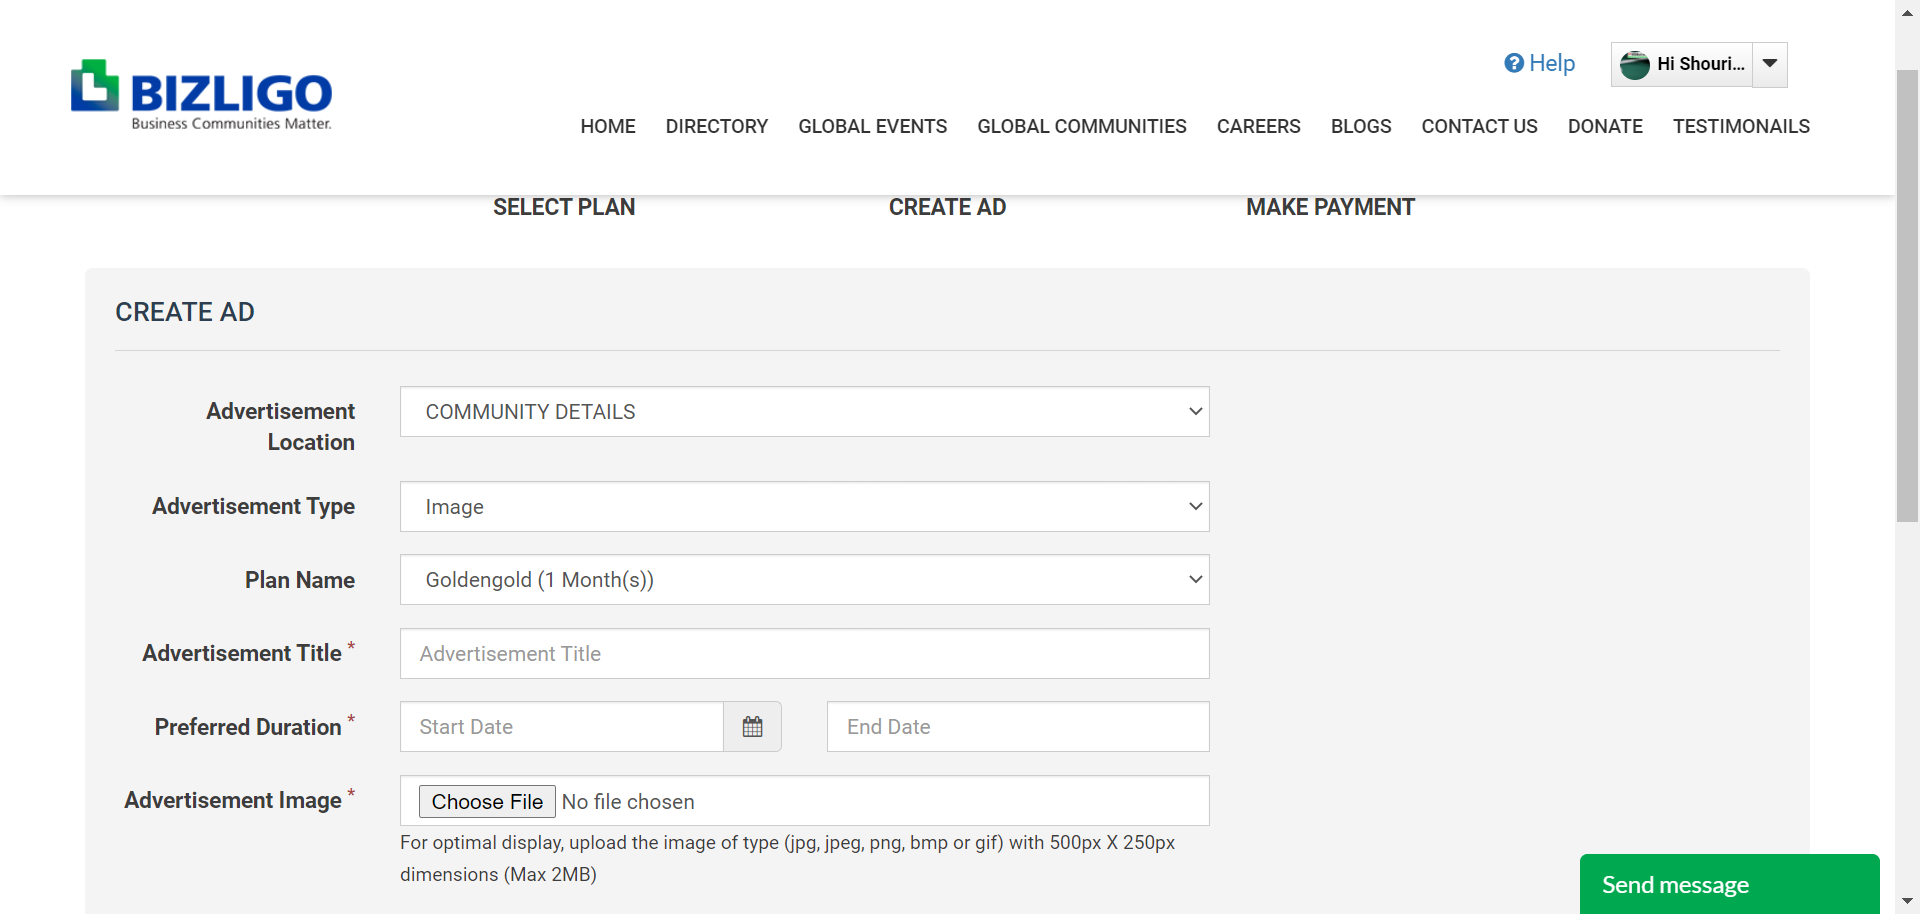 BIZLIGO
Business Communities Matter.
Help
Hi Shouri...
HOME DIRECTORY GLOBAL EVENTS GLOBAL COMMUNITIES CAREERS BLOGS CONTACT US DONATE TESTIMONAILS
SELECT PLAN CREATE AD MAKE PAYMENT
CREATE AD
Advertisement
Location
COMMUNITY DETAILS
Advertisement Type
Image
Plan Name
Goldengold (1 Month(s))
Advertisement Title *
Advertisement Title
Preferred Duration *
Start Date
End Date
Advertisement Image *
Choose File No file chosen
For optimal display, upload the image of type (jpg, jpeg, png, bmp or gif) with 500px X 250px
dimensions (Max 2MB)
Send message